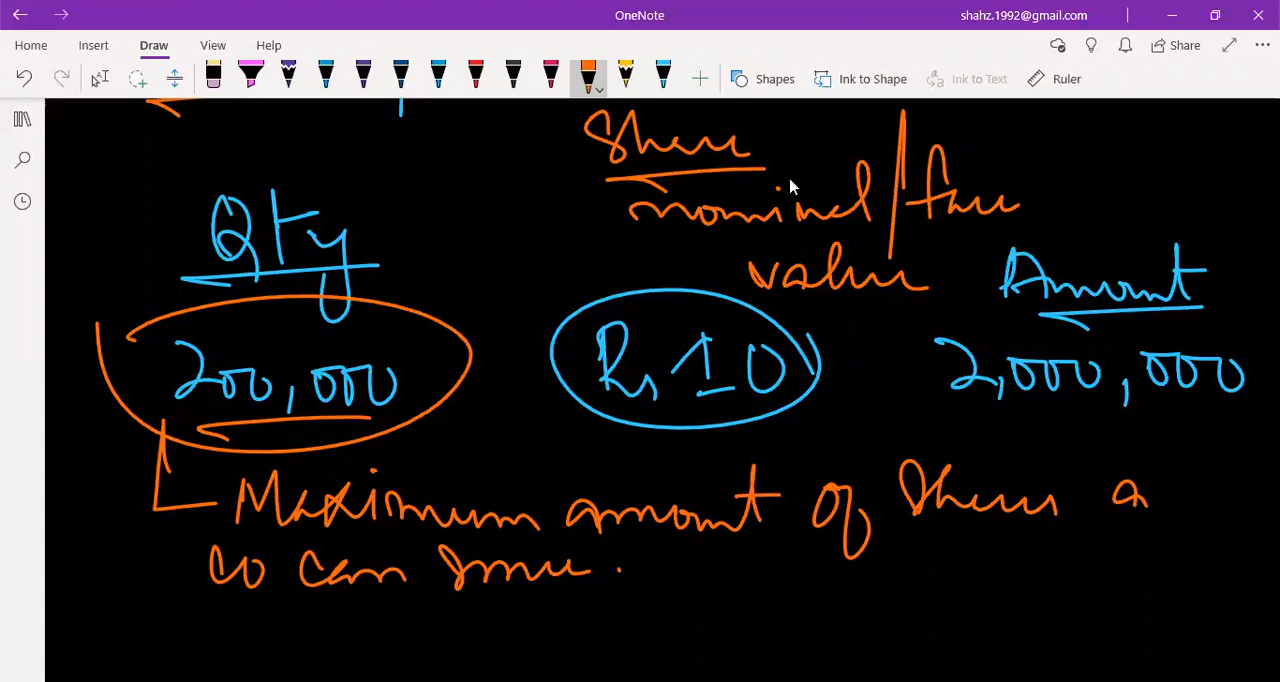 OneNote
shahz.1992@gmail.com
Home Insert Draw View Help
Share
Shapes Ink to Shape Ink to Text Ruler
Share
nominal / face
value
Qty
Amount
200,000 Rs 10 2,000,000
Maximum amount of shares a
co can issue.